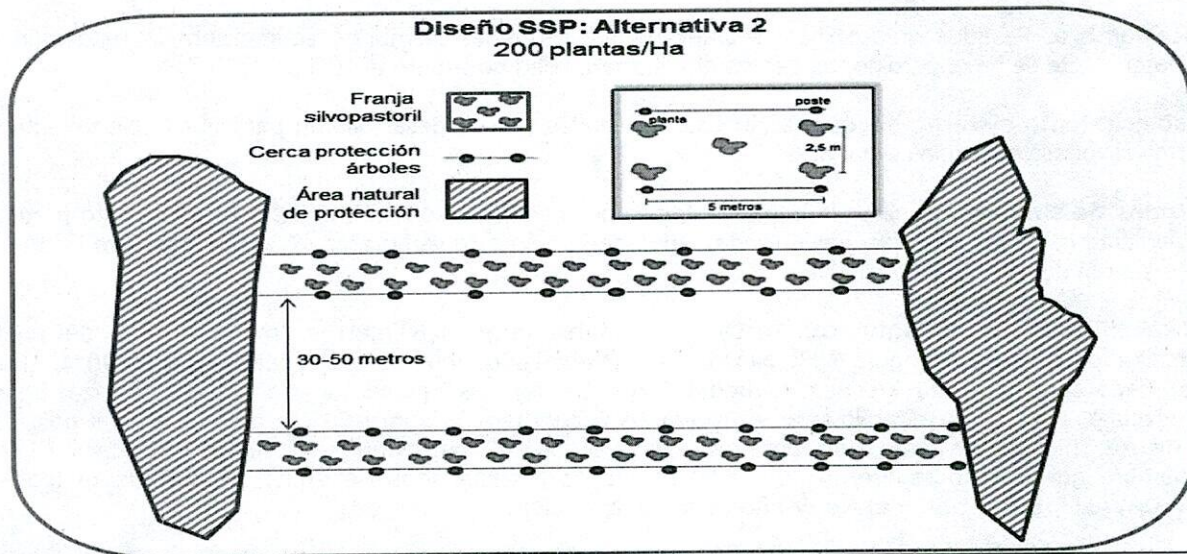 Diseño SSP: Alternativa 2
200 plantas/Ha
Franja
silvopastoril
Cerca protección
árboles
Área natural
de protección
poste
planta
2,5 m
5 metros
30-50 metros